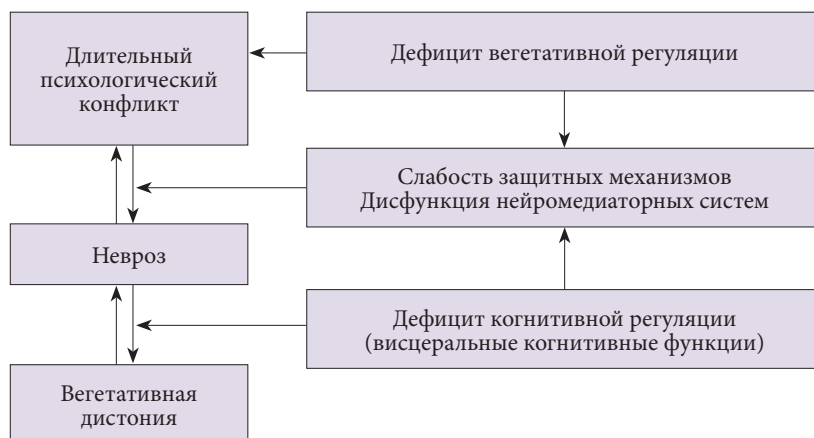 Длительный
психологический
конфликт
Дефицит вегетативной регуляции
Слабость защитных механизмов
Дисфункция нейромедиаторных систем
Невроз
Дефицит когнитивной регуляции
(висцеральные когнитивные функции)
Вегетативная
дистония